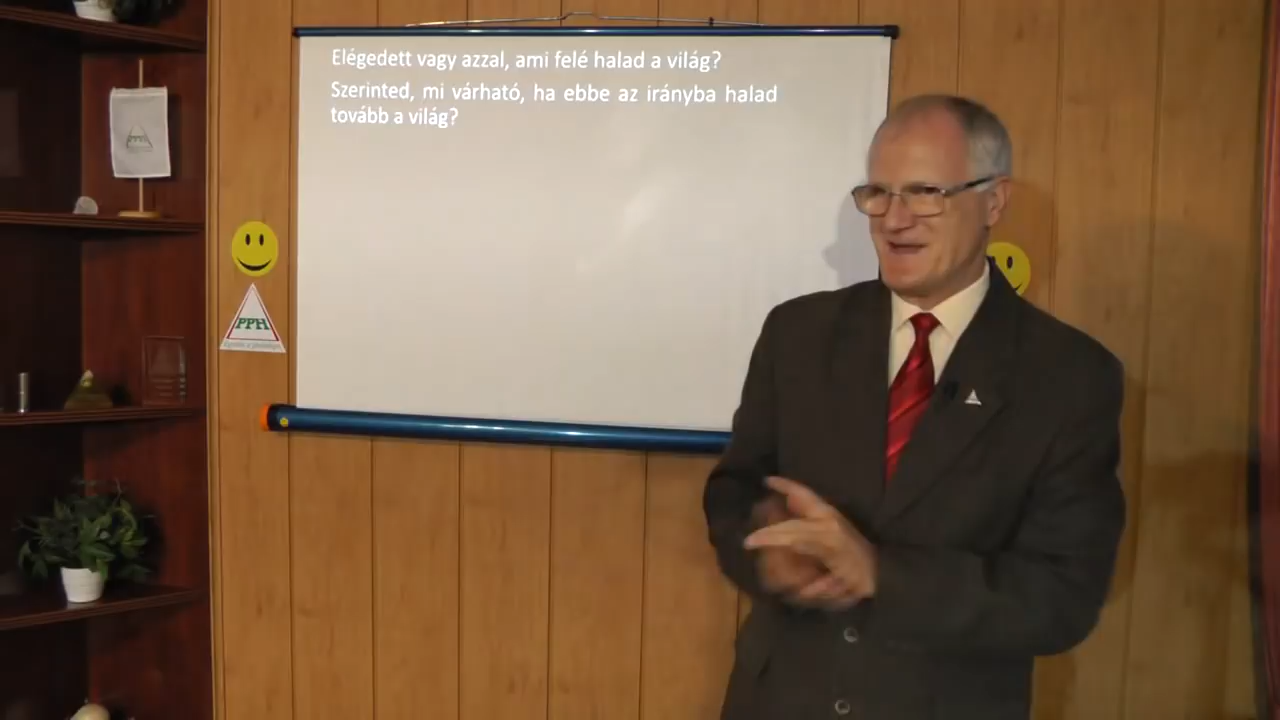 Elégedett vagy azzal, ami felé halad a világ?
Szerinted, mi várható, ha ebbe az irányba halad
tovább a világ?
PPH
PPH